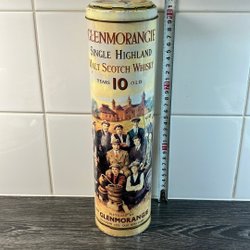 GLENMORANGIE
SINGLE HIGHLAND
MALT SCOTCH WHISKY
YEARS 10 OLD
GLENMORANGIE